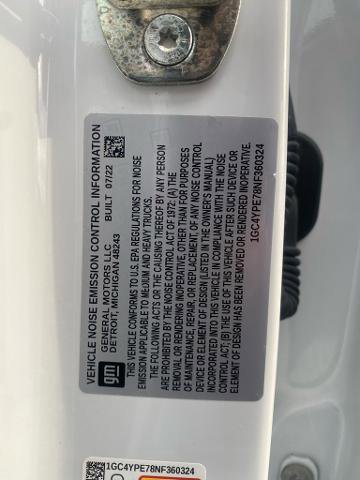 VEHICLE NOISE EMISSION CONTROL INFORMATION
gm
GENERAL MOTORS LLC BUILT 07/22
DETROIT, MICHIGAN 48243
THIS VEHICLE CONFORMS TO U.S. EPA REGULATIONS FOR NOISE
EMISSION APPLICABLE TO MEDIUM AND HEAVY TRUCKS.
THE FOLLOWING ACTS OR THE CAUSING THEREOF BY ANY PERSON
ARE PROHIBITED BY THE NOISE CONTROL ACT OF 1972: (A) THE
REMOVAL OR RENDERING INOPERATIVE, OTHER THAN FOR PURPOSES
OF MAINTENANCE, REPAIR, OR REPLACEMENT OF ANY NOISE CONTROL
DEVICE OR ELEMENT OF DESIGN (LISTED IN THE OWNER'S MANUAL)
INCORPORATED INTO THIS VEHICLE IN COMPLIANCE WITH THE NOISE
CONTROL ACT; (B) THE USE OF THIS VEHICLE AFTER SUCH DEVICE OR
ELEMENT OF DESIGN HAS BEEN REMOVED OR RENDERED INOPERATIVE.
1GC4YPE78NF360324
1GC4YPE78NF360324